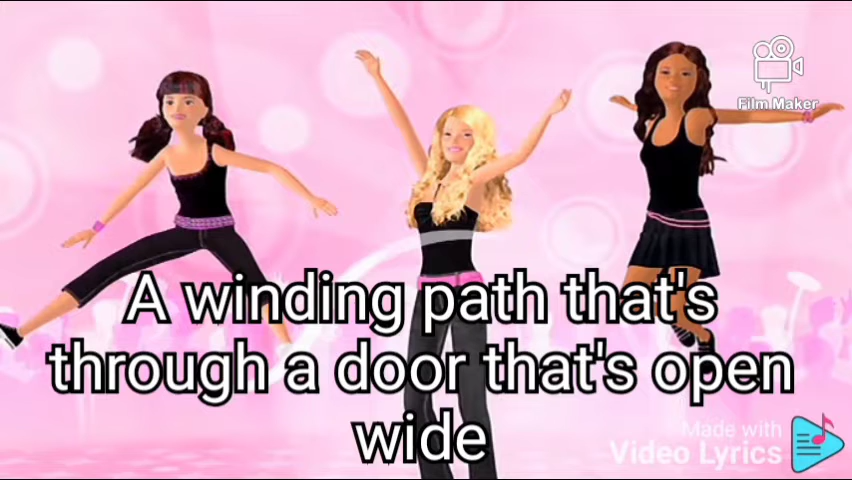 Film Maker
A winding path that's
through a door that's open
wide
Made with
Video Lyrics